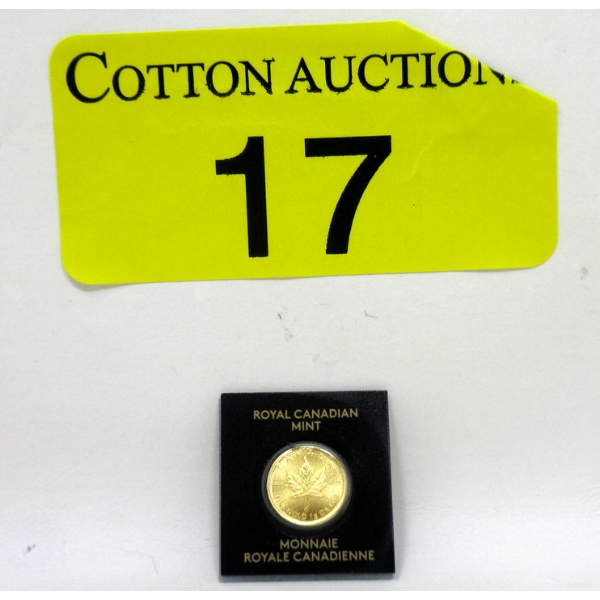 COTTON AUCTION
17
ROYAL CANADIAN
MINT
MONNAIE
ROYALE CANADIENNE